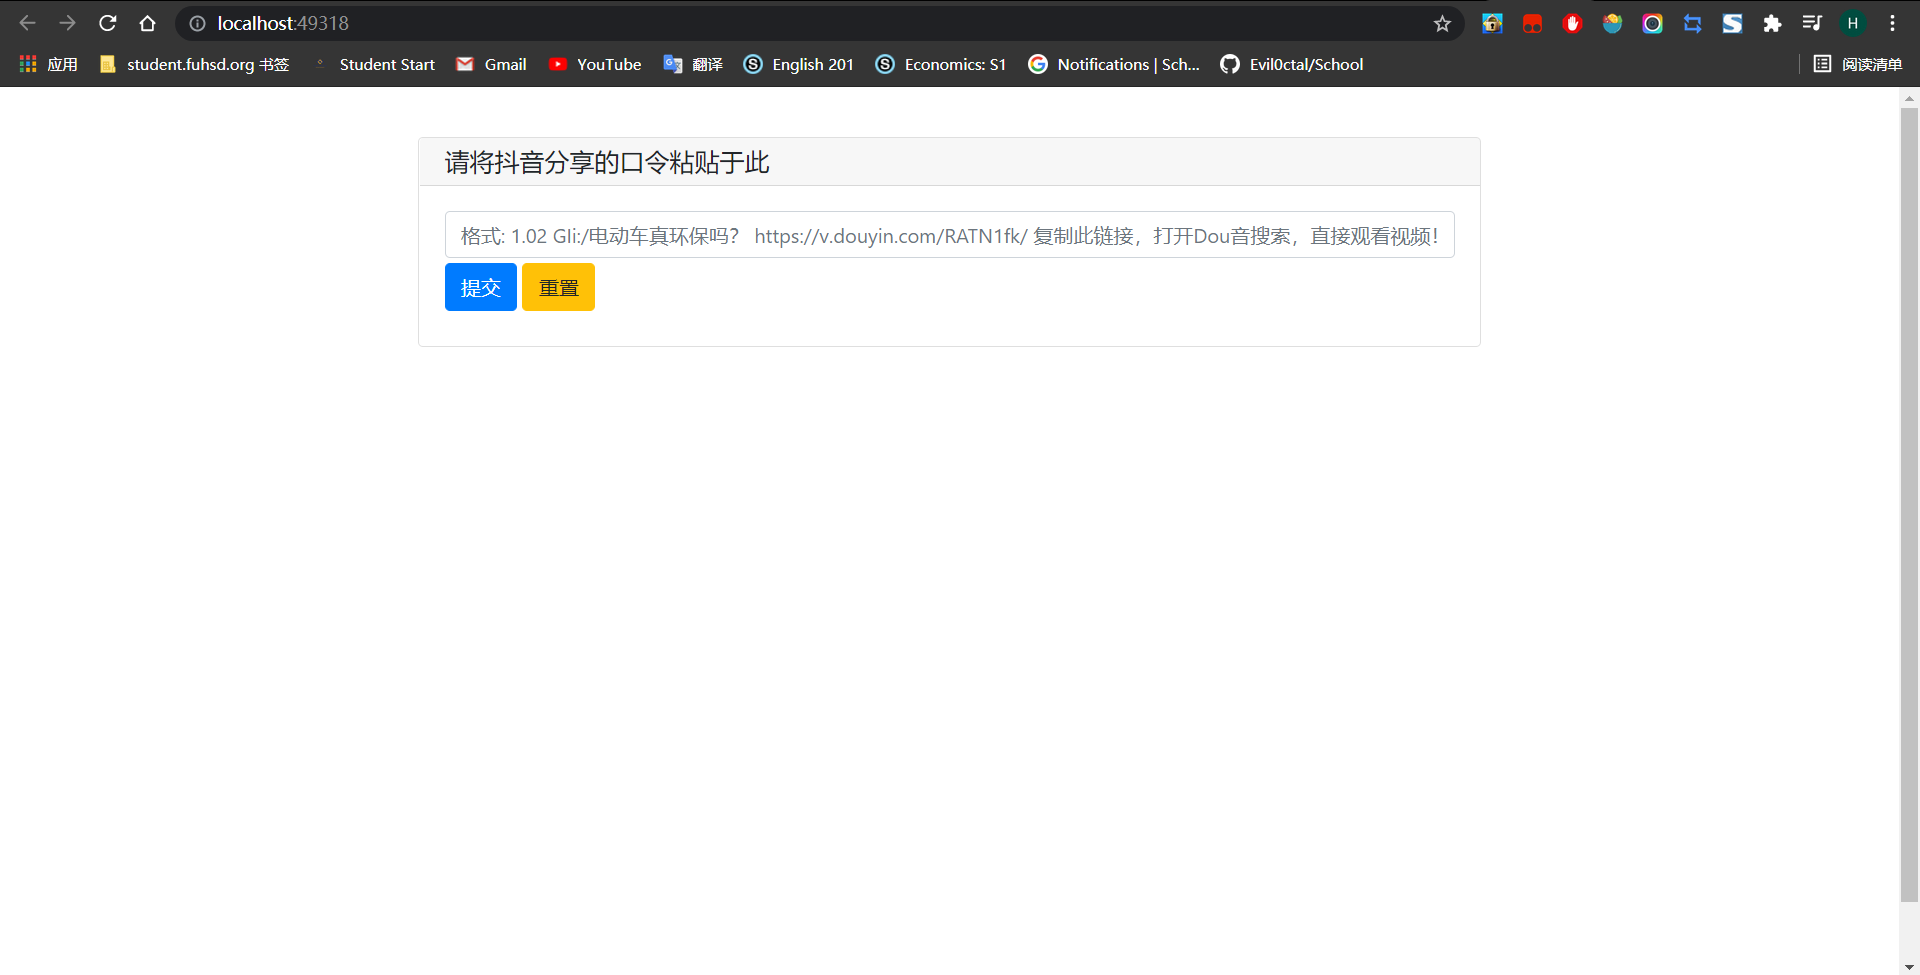 localhost:49318
H
应用
student.fuhsd.org 书签
Student Start
Gmail
YouTube
翻译
English 201
Economics: S1
Notifications | Sch...
Evil0ctal/School
阅读清单
请将抖音分享的口令粘贴于此
格式: 1.02 Gli:/电动车真环保吗? https://v.douyin.com/RATN1fk/ 复制此链接，打开Dou音搜索，直接观看视频！
提交 重置